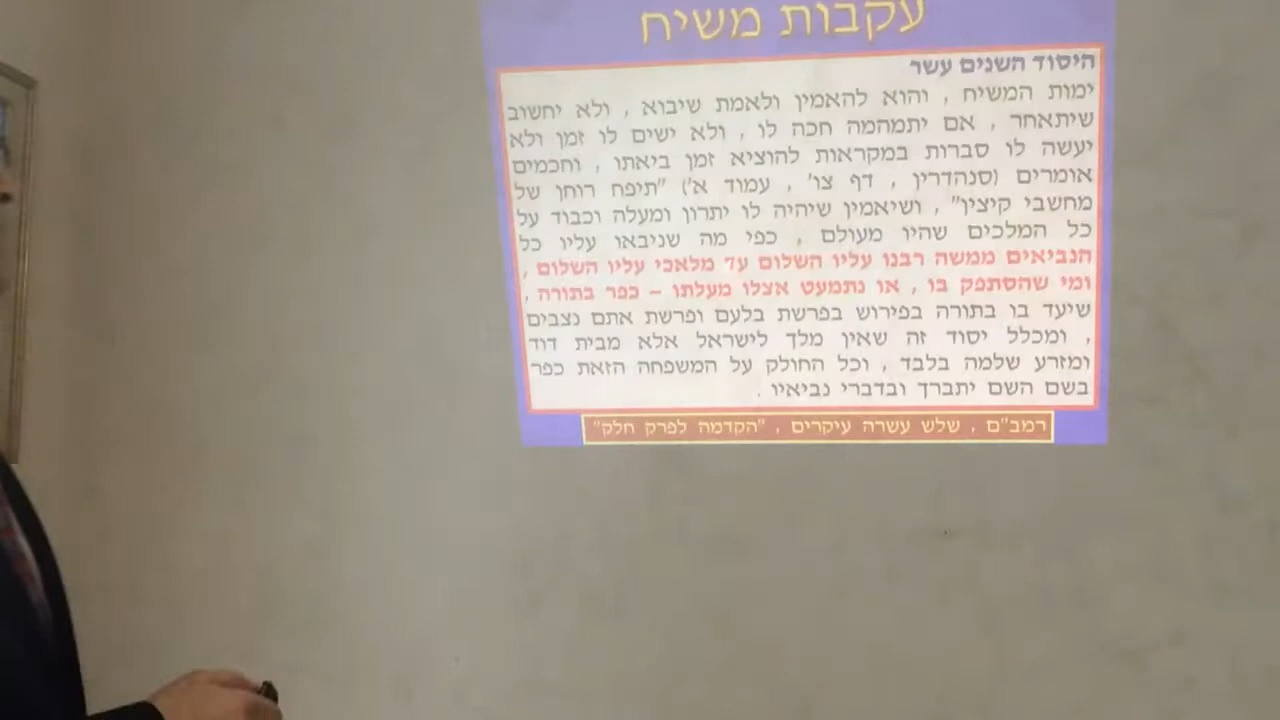 עקבות משיח
היסוד השנים עשר
ימות המשיח , והוא להאמין ולאמת שיבוא , ולא יחשוב
שיתאחר , אם יתמהמה חכה לו , ולא ישים לו זמן ולא
יעשה לו סברות במקראות להוציא זמן ביאתו , וחכמים
אומרים (סנהדרין , דף צו' , עמוד א') "תיפח רוחן של
מחשבי קיצין" , ושיאמין שיהיה לו יתרון ומעלה וכבוד על
כל המלכים שהיו מעולם , כפי מה שניבאו עליו כל
הנביאים ממשה רבנו עליו השלום עד מלאכי עליו השלום ,
ומי שהסתפק בו , או נתמעט אצלו מעלתו – כפר בתורה ,
שיעד בו בתורה בפירוש בפרשת בלעם ופרשת אתם נצבים
, ומכלל יסוד זה שאין מלך לישראל אלא מבית דוד
ומזרע שלמה בלבד , וכל החולק על המשפחה הזאת כפר
בשם השם יתברך ובדברי נביאיו .
רמב"ם , שלש עשרה עיקרים , "הקדמה לפרק חלק"